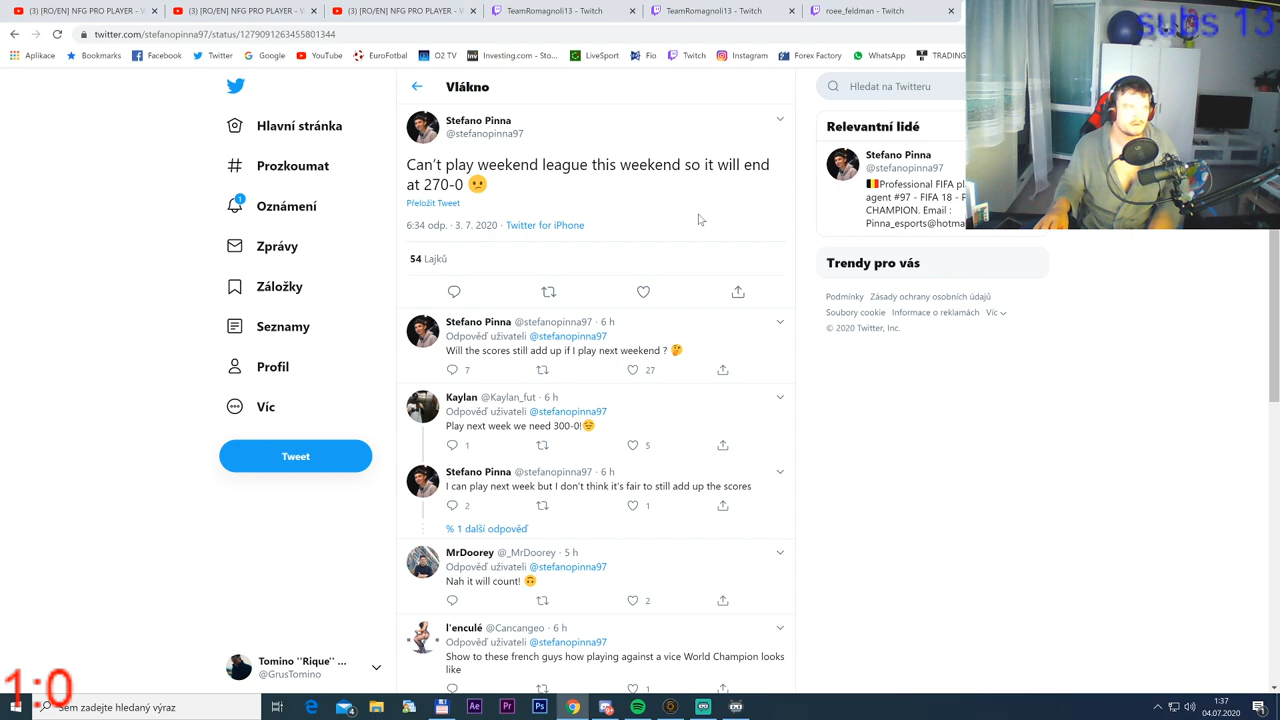 (3) [RO/EN] NFG PRO PLAYER -
(3) [RO/EN] NFG PRO PLAYER - V
(3) [RO/EN] NFG PRO PLAYER - V
TeamRomagnoli13 - Twitch
TeamRomagnoli13 - Twitch
roee_feldman - Twitch
twitter.com/stefanopinna97/status/1279091263455801344
Aplikace
Bookmarks
Facebook
Twitter
Google
YouTube
EuroFotbal
O2 TV
Investing.com - Sto...
LiveSport
Fio
Twitch
Instagram
Forex Factory
WhatsApp
TRADING
subs 13
Hlavní stránka
Prozkoumat
1
Oznámení
Zprávy
Záložky
Seznamy
Profil
Víc
Tweet
Tomino "Rique" ...
@GrusTomino
1:0
Vlákno
Stefano Pinna
@stefanopinna97
Can't play weekend league this weekend so it will end
at 270-0 😕
Přeložit Tweet
6:34 odp. · 3. 7. 2020 · Twitter for iPhone
54 Lajků
Stefano Pinna @stefanopinna97 · 6 h
Odpověď uživateli @stefanopinna97
Will the scores still add up if I play next weekend ? 🤔
7 27
Kaylan @Kaylan_fut · 6 h
Odpověď uživateli @stefanopinna97
Play next week we need 300-0!😌
1 5
Stefano Pinna @stefanopinna97 · 6 h
I can play next week but I don't think it's fair to still add up the scores
2 1
% 1 další odpověď
MrDoorey @_MrDoorey · 5 h
Odpověď uživateli @stefanopinna97
Nah it will count! 🙃
2
l'enculé @Cancangeo · 6 h
Odpověď uživateli @stefanopinna97
Show to these french guys how playing against a vice World Champion looks
like
1
Hledat na Twitteru
Relevantní lidé
Stefano Pinna
@stefanopinna97
🇧🇪Professional FIFA pl
agent #97 - FIFA 18 - F
CHAMPION. Email :
Pinna_esports@hotma
Trendy pro vás
Podmínky Zásady ochrany osobních údajů
Soubory cookie Informace o reklamách Víc
© 2020 Twitter, Inc.
Sem zadejte hledaný výraz
4
Ae
Pr
Ps
1:37
04.07.2020